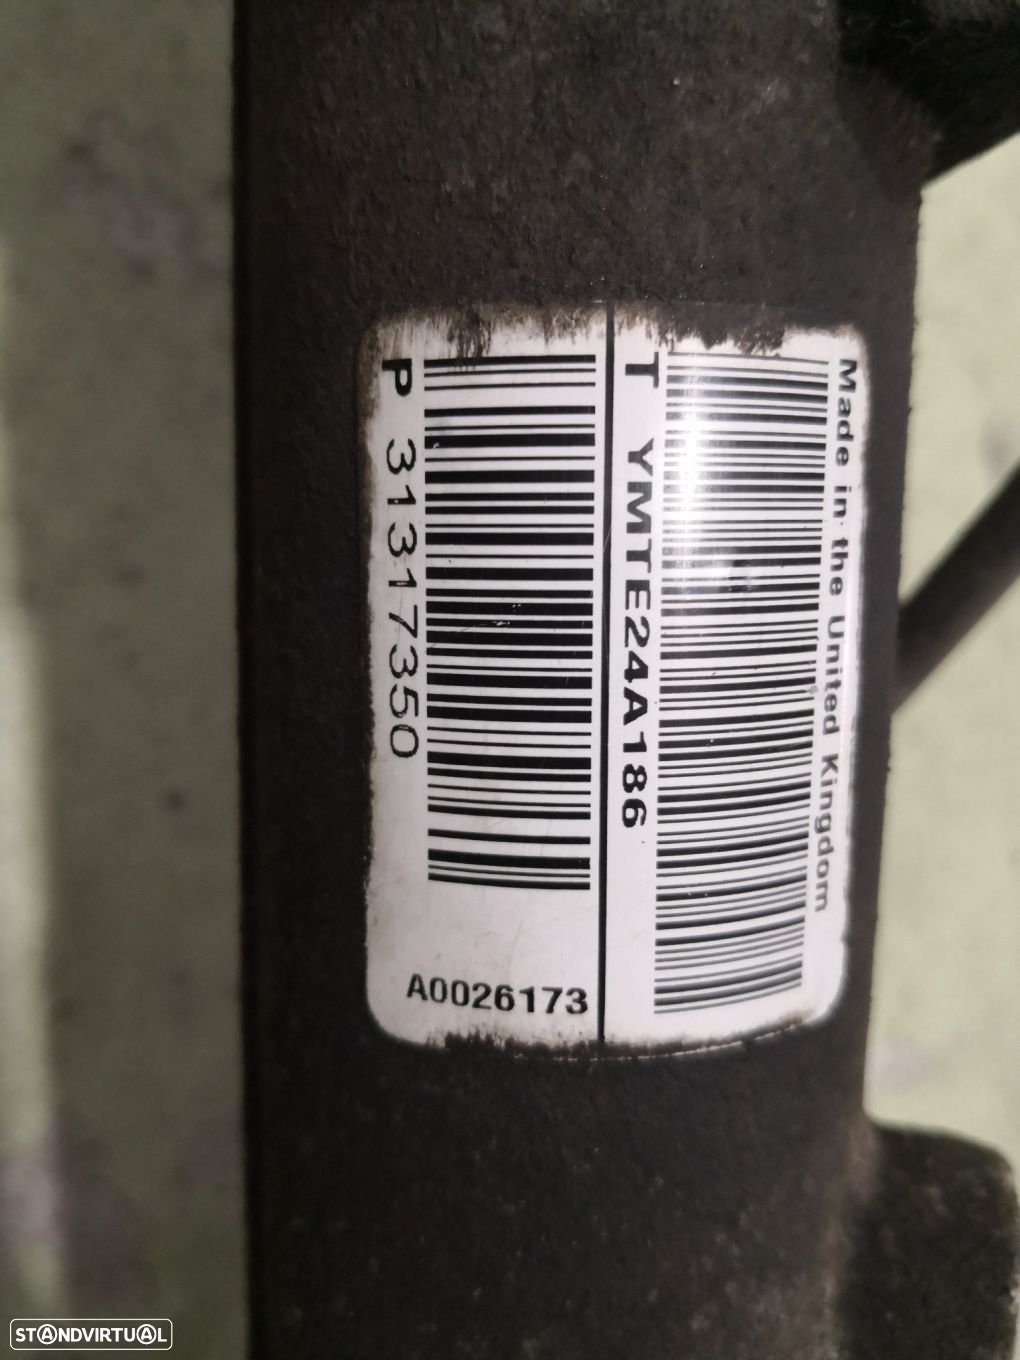 Made in the United Kingdom
T YMTE24A186
A0026173
P 31317350
STANDVIRTUAL